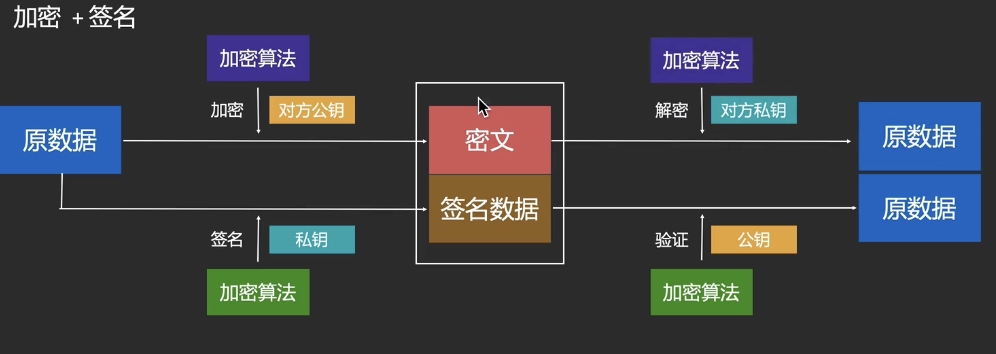 加密 + 签名
加密算法
加密算法
加密
对方公钥
解密
对方私钥
原数据
密文
原数据
签名数据
原数据
签名
私钥
验证
公钥
加密算法
加密算法